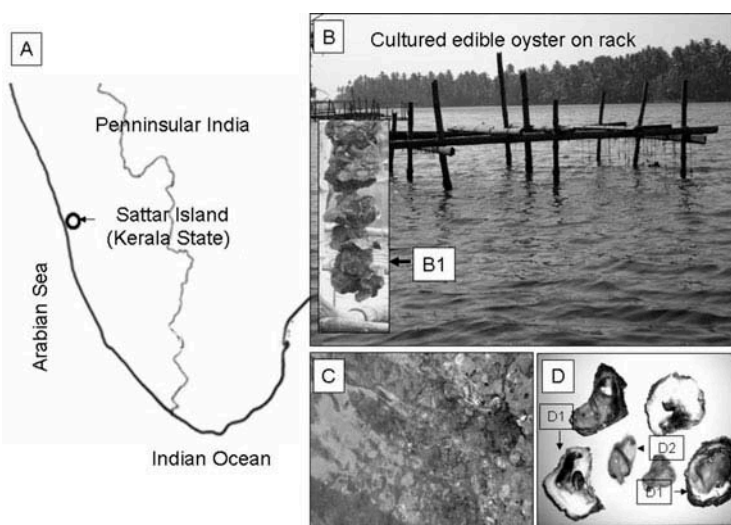 A
Penninsular India
Sattar Island
(Kerala State)
Arabian Sea
Indian Ocean
B
Cultured edible oyster on rack
B1
C
D
D1
D2
D1